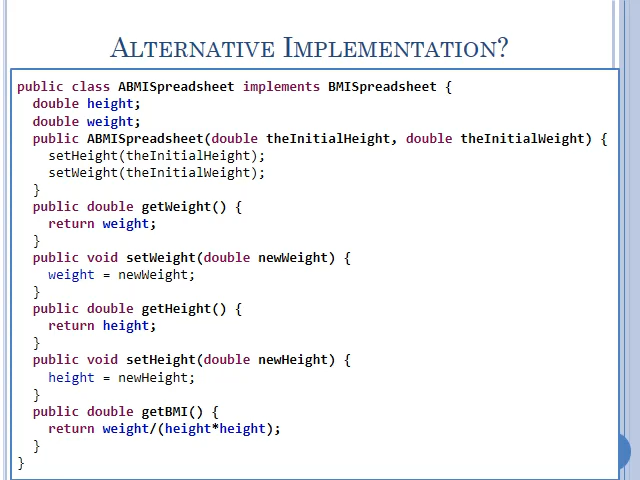 ALTERNATIVE IMPLEMENTATION?
public class ABMISpreadsheet implements BMISpreadsheet {
double height;
double weight;
public ABMISpreadsheet(double theInitialHeight, double theInitialWeight) {
setHeight(theInitialHeight);
setWeight(theInitialWeight);
}
public double getWeight() {
return weight;
}
public void setWeight(double newWeight) {
weight = newWeight;
}
public double getHeight() {
return height;
}
public void setHeight(double newHeight) {
height = newHeight;
}
public double getBMI() {
return weight/(height*height);
}
}